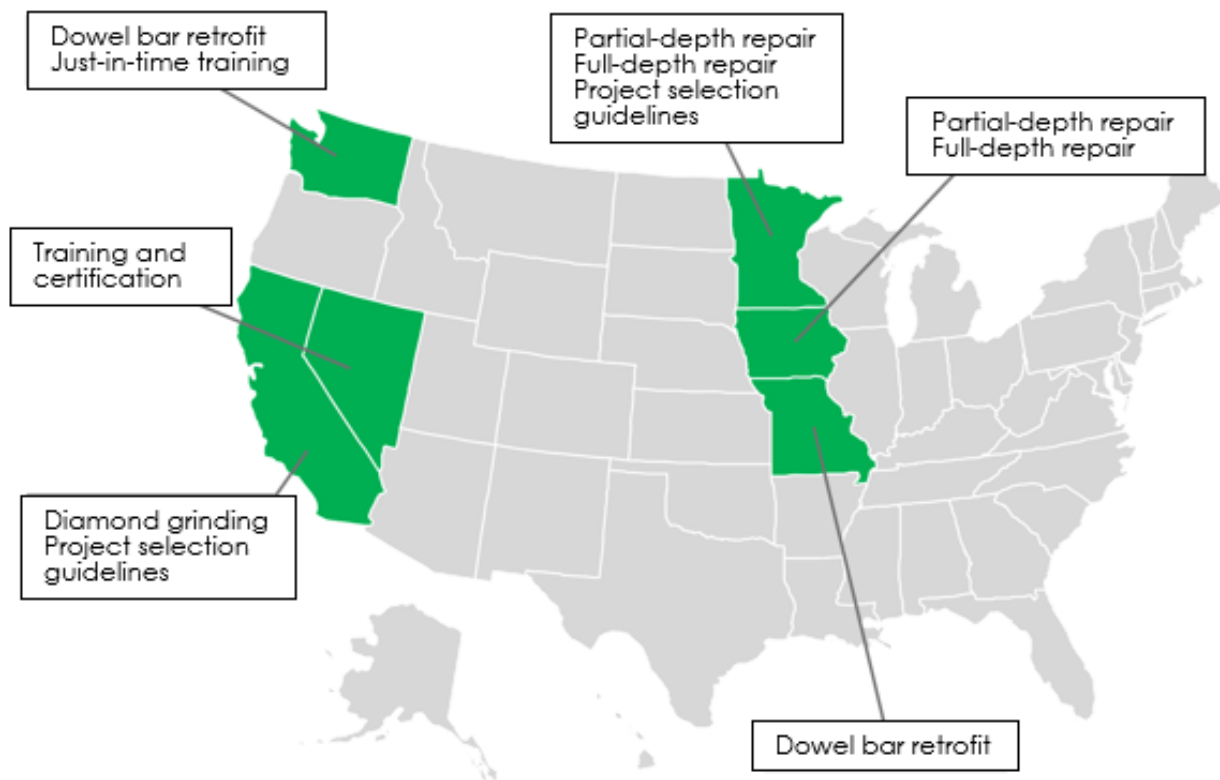 Dowel bar retrofit
Just-in-time training
Partial-depth repair
Full-depth repair
Project selection
guidelines
Partial-depth repair
Full-depth repair
Training and
certification
Diamond grinding
Project selection
guidelines
Dowel bar retrofit